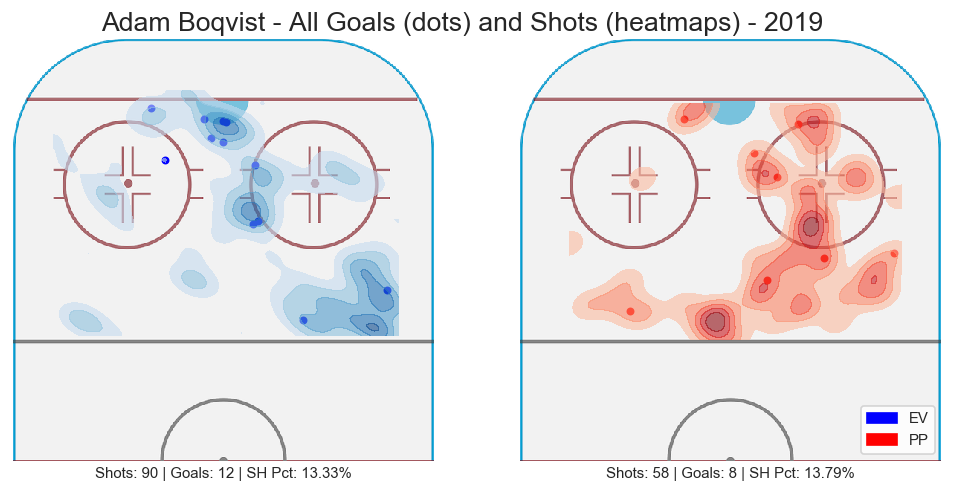 Adam Boqvist - All Goals (dots) and Shots (heatmaps) - 2019
EV
PP
Shots: 90 | Goals: 12 | SH Pct: 13.33%
Shots: 58 | Goals: 8 | SH Pct: 13.79%